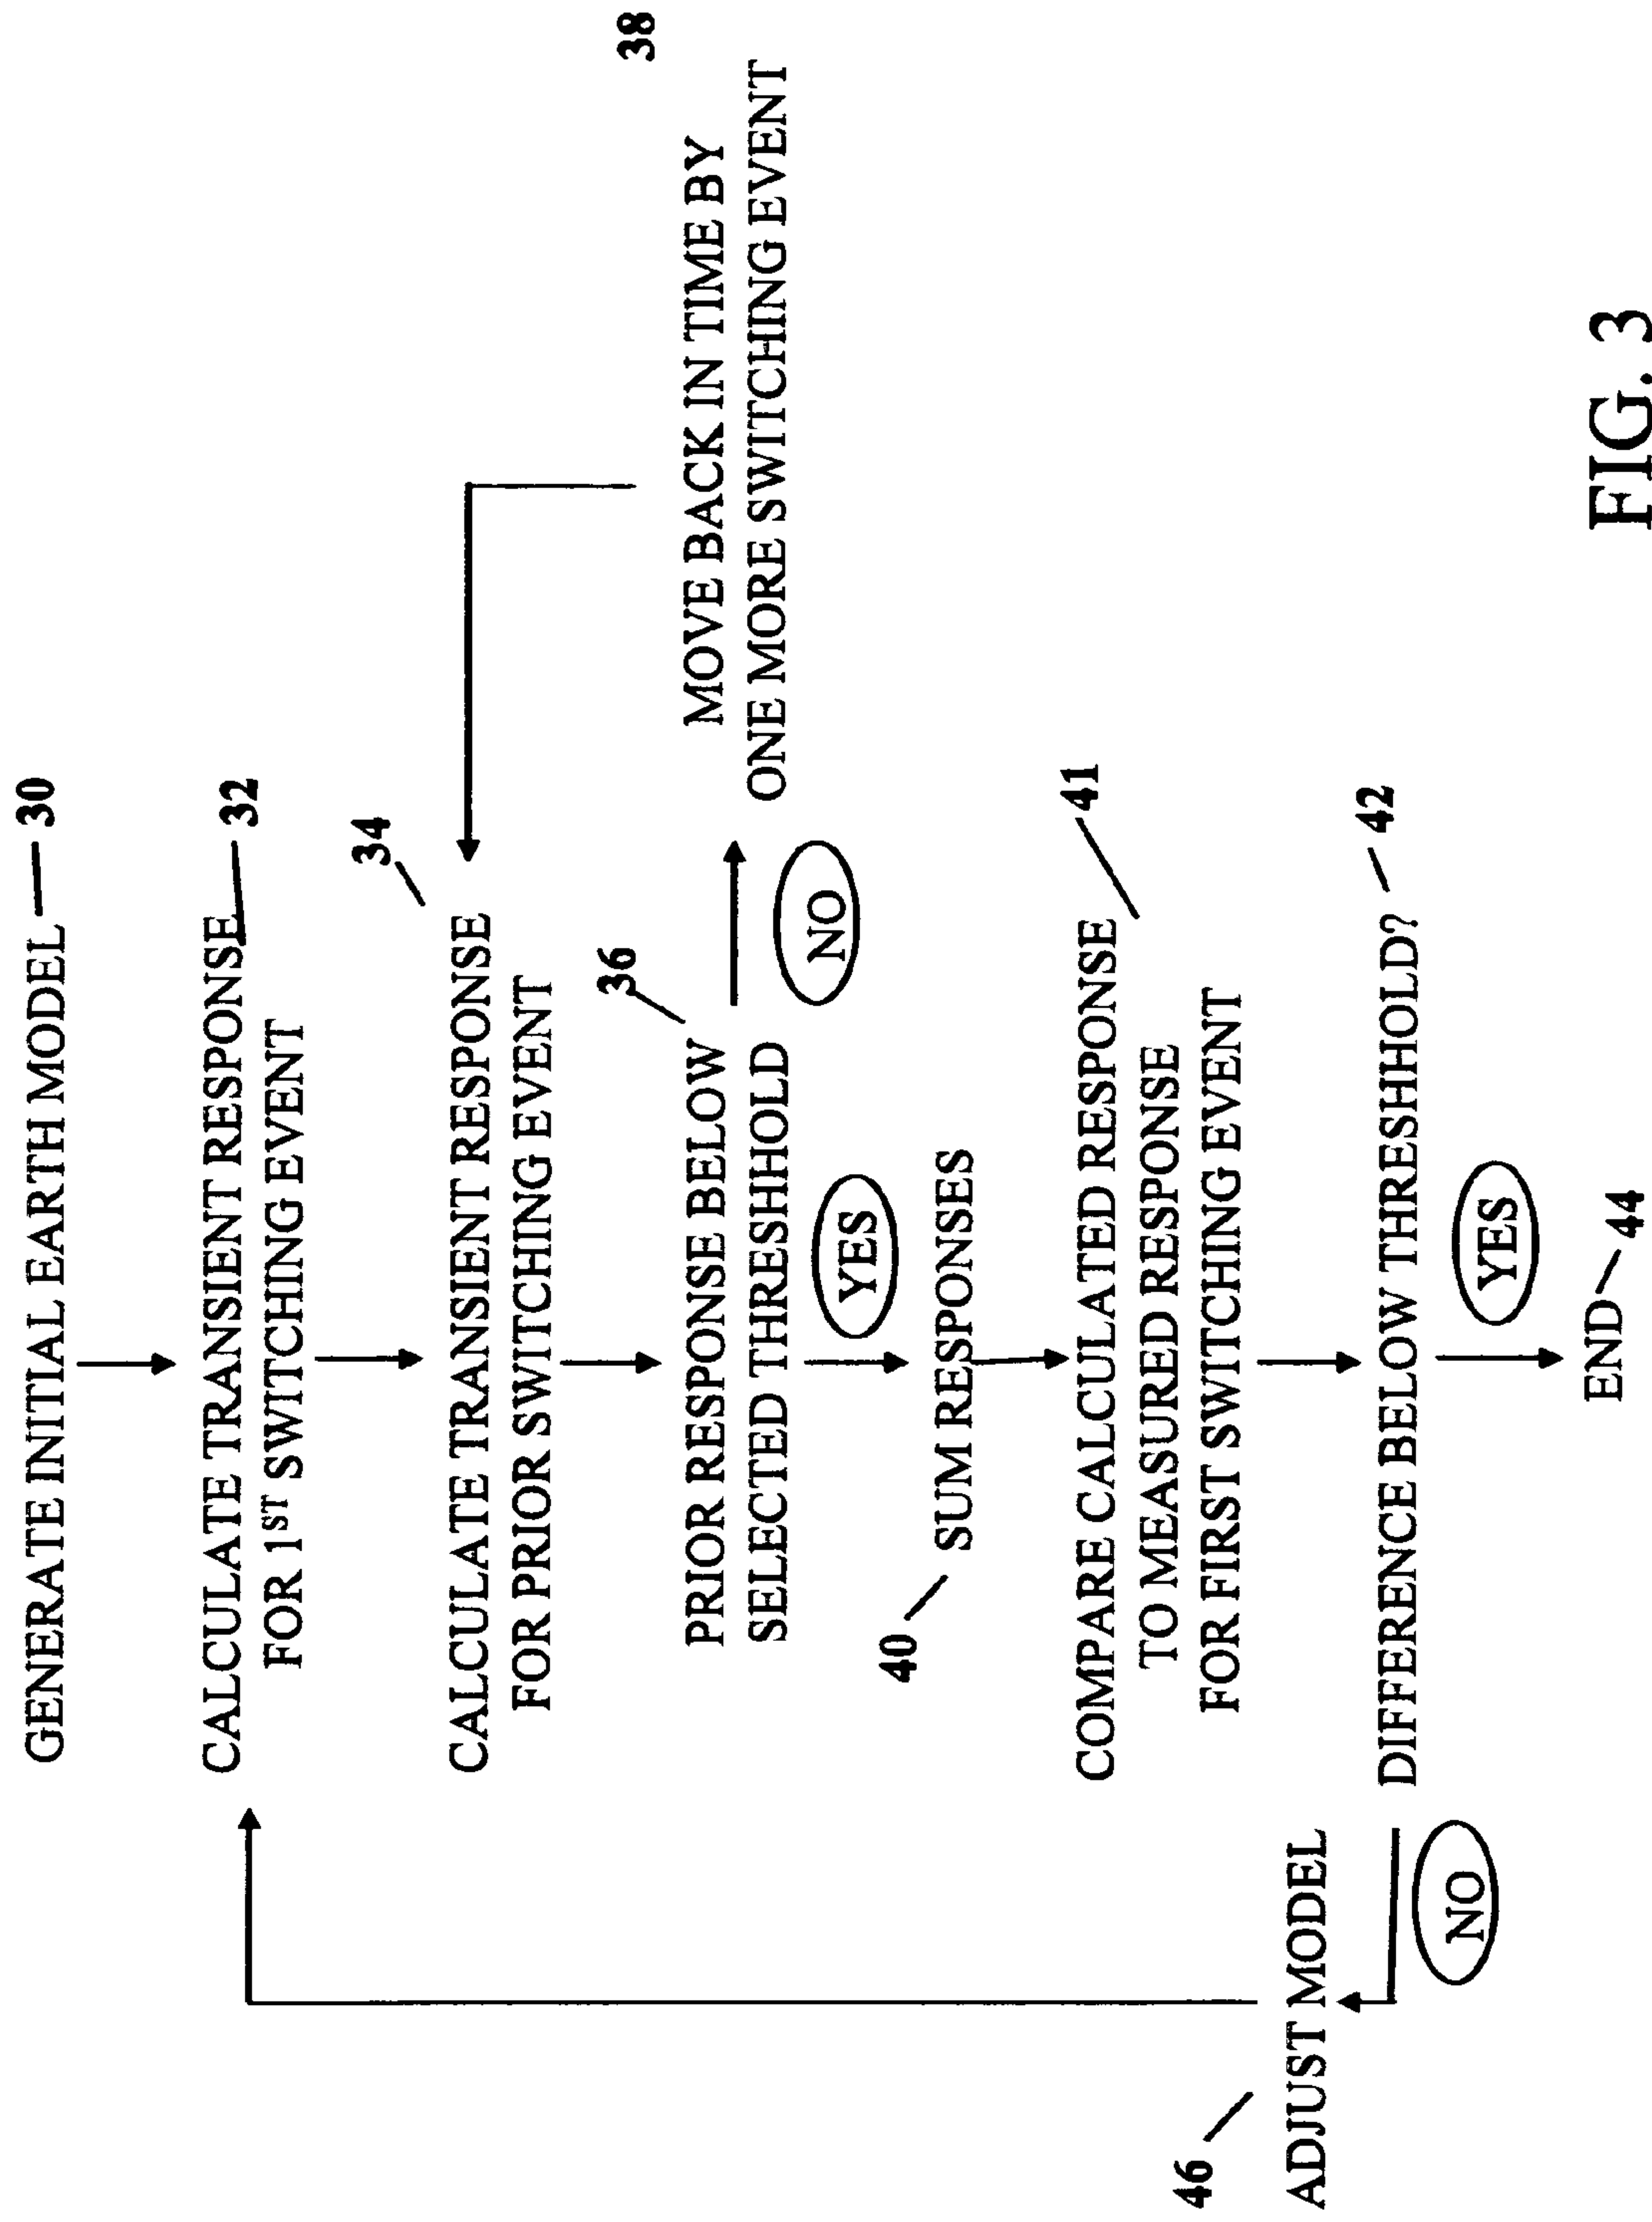 GENERATE INITIAL EARTH MODEL 30
CALCULATE TRANSIENT RESPONSE 32
FOR 1ST SWITCHING EVENT
34
CALCULATE TRANSIENT RESPONSE
FOR PRIOR SWITCHING EVENT
36
PRIOR RESPONSE BELOW
SELECTED THRESHHOLD
NO
38
MOVE BACK IN TIME BY
ONE MORE SWITCHING EVENT
YES
40 SUM RESPONSES
41
COMPARE CALCULATED RESPONSE
TO MEASURED RESPONSE
FOR FIRST SWITCHING EVENT
42
DIFFERENCE BELOW THRESHHOLD?
NO
46
ADJUST MODEL
YES
END 44
FIG. 3